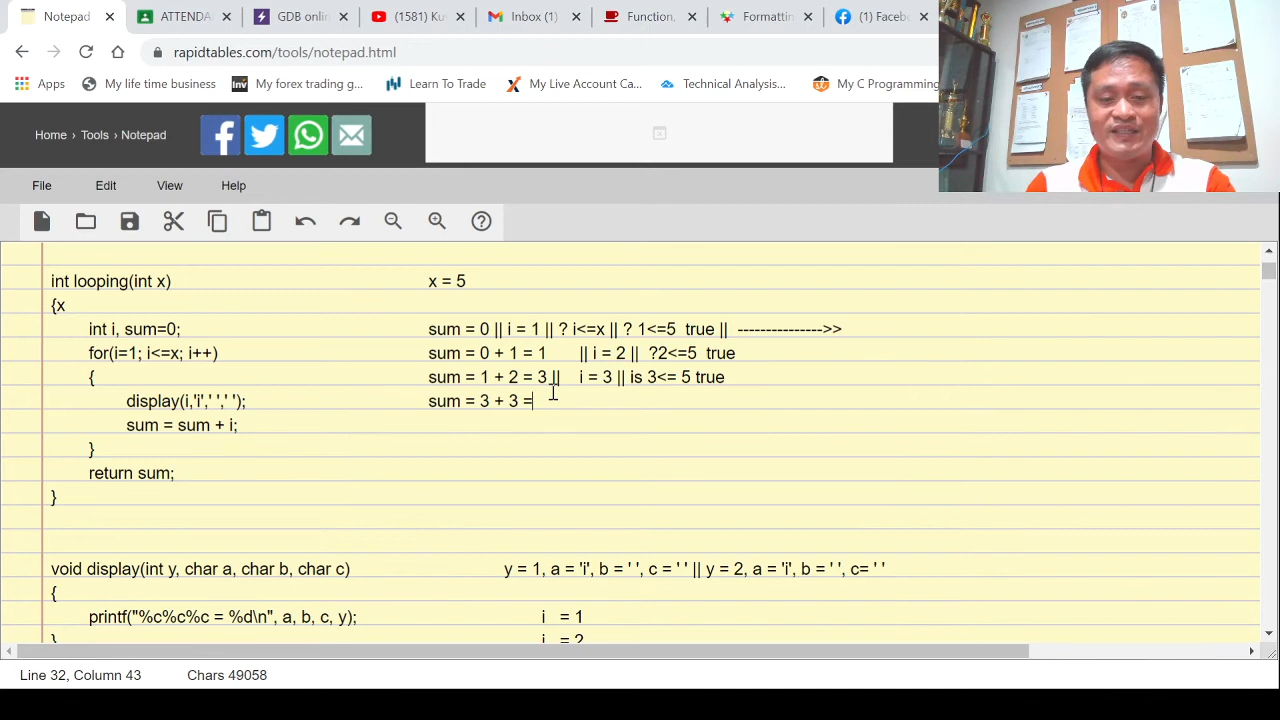 Notepad
ATTENDA
GDB onlin
(1581) Ku
Inbox (1)
Function,
Formattin
(1) Faceb
rapidtables.com/tools/notepad.html
Apps
My life time business
My forex trading g...
Learn To Trade
My Live Account Ca...
Technical Analysis...
My C Programming
Home › Tools › Notepad
File Edit View Help
int looping(int x) x = 5
{x
int i, sum=0; sum = 0 || i = 1 || ? i<=x || ? 1<=5 true || --------------->>
for(i=1; i<=x; i++) sum = 0 + 1 = 1 || i = 2 || ?2<=5 true
{ sum = 1 + 2 = 3 || i = 3 || is 3<= 5 true
display(i,'i',' ',' '); sum = 3 + 3 =
sum = sum + i;
}
return sum;
}
void display(int y, char a, char b, char c) y = 1, a = 'i', b = ' ', c = ' ' || y = 2, a = 'i', b = ' ', c= ' '
{
printf("%c%c%c = %d\n", a, b, c, y); i = 1
} i = 2
Line 32, Column 43 Chars 49058